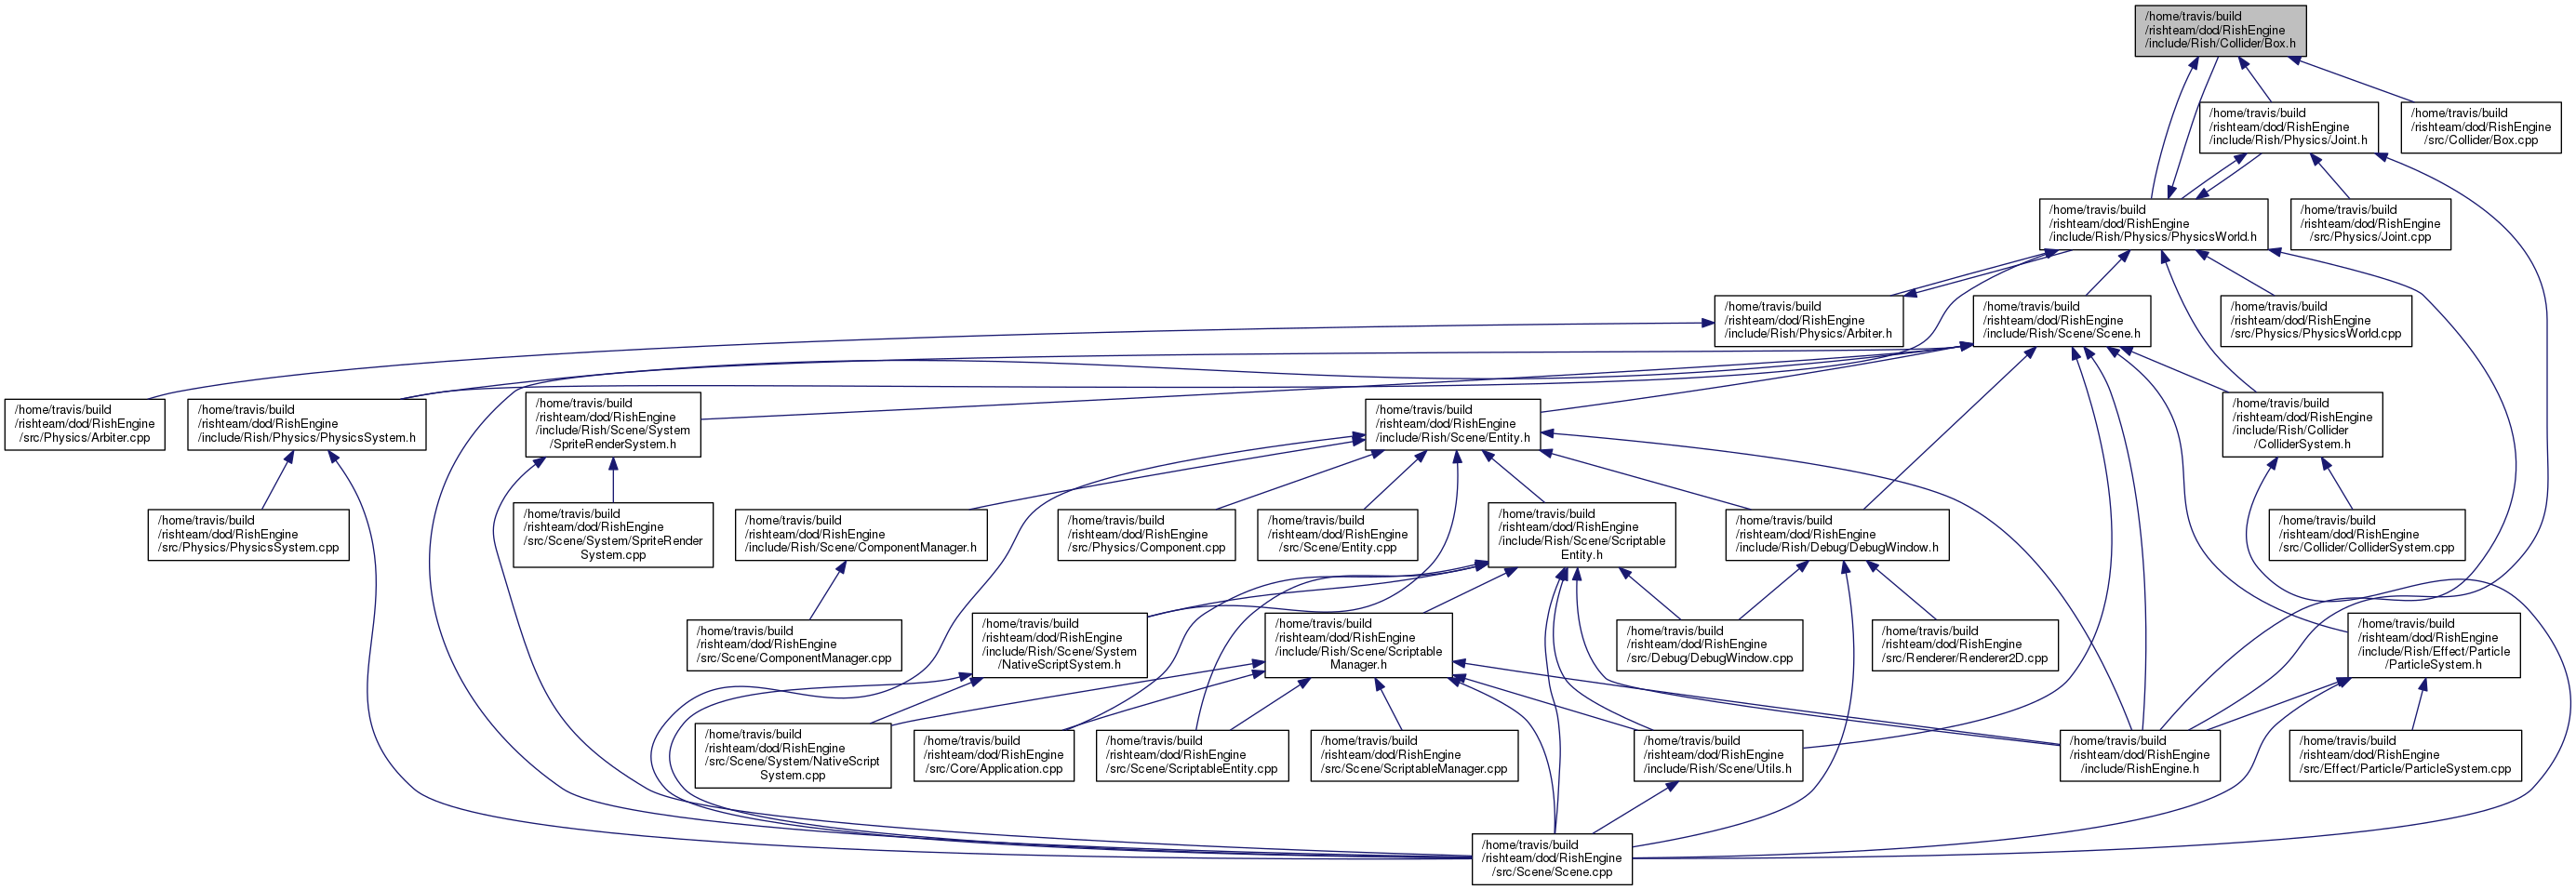 /home/travis/build
/rishteam/dod/RishEngine
/include/Rish/Collider/Box.h
/home/travis/build
/rishteam/dod/RishEngine
/include/Rish/Physics/Joint.h
/home/travis/build
/rishteam/dod/RishEngine
/src/Collider/Box.cpp
/home/travis/build
/rishteam/dod/RishEngine
/include/Rish/Physics/PhysicsWorld.h
/home/travis/build
/rishteam/dod/RishEngine
/src/Physics/Joint.cpp
/home/travis/build
/rishteam/dod/RishEngine
/include/Rish/Physics/Arbiter.h
/home/travis/build
/rishteam/dod/RishEngine
/include/Rish/Scene/Scene.h
/home/travis/build
/rishteam/dod/RishEngine
/src/Physics/PhysicsWorld.cpp
/home/travis/build
/rishteam/dod/RishEngine
/src/Physics/Arbiter.cpp
/home/travis/build
/rishteam/dod/RishEngine
/include/Rish/Physics/PhysicsSystem.h
/home/travis/build
/rishteam/dod/RishEngine
/include/Rish/Scene/System
/SpriteRenderSystem.h
/home/travis/build
/rishteam/dod/RishEngine
/include/Rish/Scene/Entity.h
/home/travis/build
/rishteam/dod/RishEngine
/include/Rish/Collider
/ColliderSystem.h
/home/travis/build
/rishteam/dod/RishEngine
/src/Physics/PhysicsSystem.cpp
/home/travis/build
/rishteam/dod/RishEngine
/src/Scene/System/SpriteRender
System.cpp
/home/travis/build
/rishteam/dod/RishEngine
/include/Rish/Scene/ComponentManager.h
/home/travis/build
/rishteam/dod/RishEngine
/src/Physics/Component.cpp
/home/travis/build
/rishteam/dod/RishEngine
/src/Scene/Entity.cpp
/home/travis/build
/rishteam/dod/RishEngine
/include/Rish/Scene/Scriptable
Entity.h
/home/travis/build
/rishteam/dod/RishEngine
/include/Rish/Debug/DebugWindow.h
/home/travis/build
/rishteam/dod/RishEngine
/src/Collider/ColliderSystem.cpp
/home/travis/build
/rishteam/dod/RishEngine
/src/Scene/ComponentManager.cpp
/home/travis/build
/rishteam/dod/RishEngine
/include/Rish/Scene/System
/NativeScriptSystem.h
/home/travis/build
/rishteam/dod/RishEngine
/include/Rish/Scene/Scriptable
Manager.h
/home/travis/build
/rishteam/dod/RishEngine
/src/Debug/DebugWindow.cpp
/home/travis/build
/rishteam/dod/RishEngine
/src/Renderer/Renderer2D.cpp
/home/travis/build
/rishteam/dod/RishEngine
/include/Rish/Effect/Particle
/ParticleSystem.h
/home/travis/build
/rishteam/dod/RishEngine
/src/Scene/System/NativeScript
System.cpp
/home/travis/build
/rishteam/dod/RishEngine
/src/Core/Application.cpp
/home/travis/build
/rishteam/dod/RishEngine
/src/Scene/ScriptableEntity.cpp
/home/travis/build
/rishteam/dod/RishEngine
/src/Scene/ScriptableManager.cpp
/home/travis/build
/rishteam/dod/RishEngine
/include/Rish/Scene/Utils.h
/home/travis/build
/rishteam/dod/RishEngine
/include/RishEngine.h
/home/travis/build
/rishteam/dod/RishEngine
/src/Effect/Particle/ParticleSystem.cpp
/home/travis/build
/rishteam/dod/RishEngine
/src/Scene/Scene.cpp